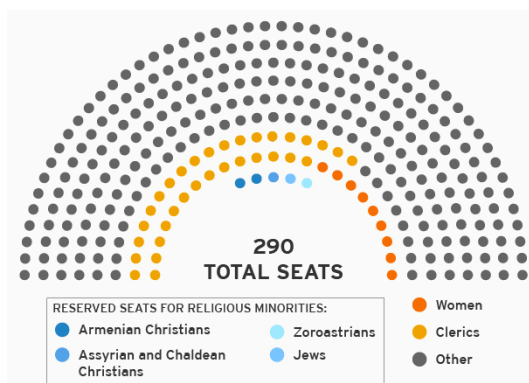 290
TOTAL SEATS
RESERVED SEATS FOR RELIGIOUS MINORITIES:
Armenian Christians
Zoroastrians
Assyrian and Chaldean
Christians
Jews
Women
Clerics
Other